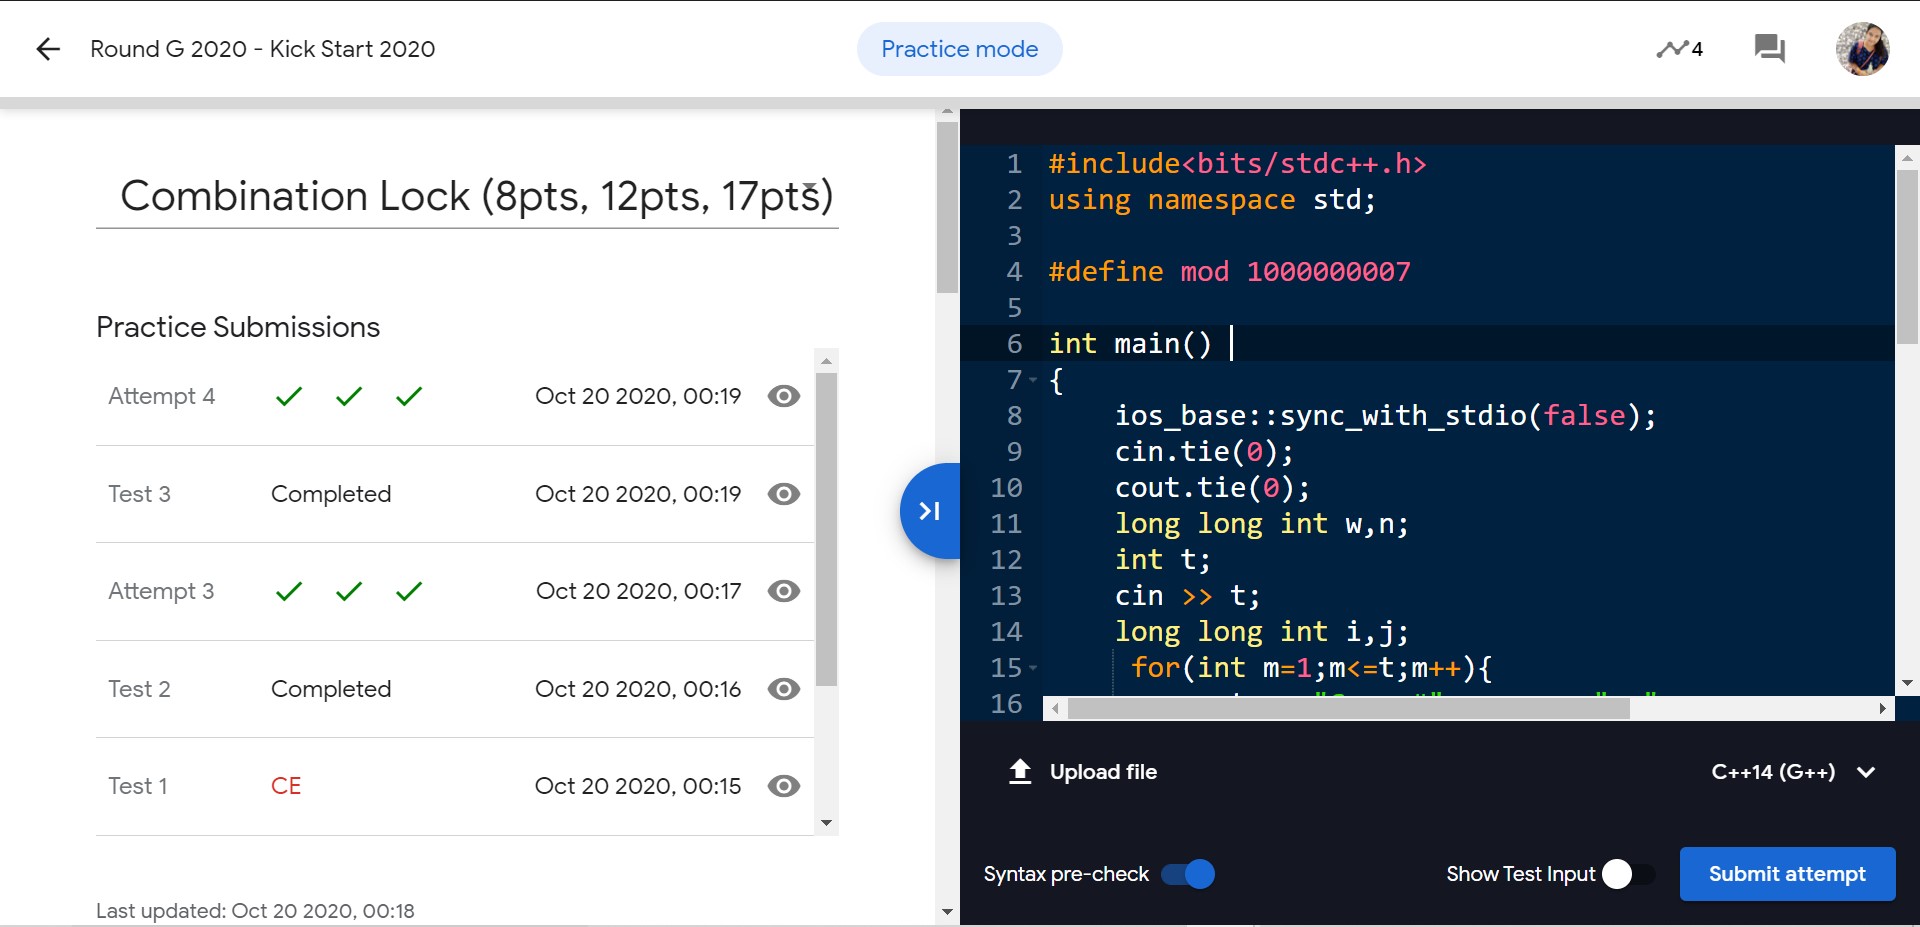 Round G 2020 - Kick Start 2020
Practice mode
4
Combination Lock (8pts, 12pts, 17pts)
Practice Submissions
Attempt 4 Oct 20 2020, 00:19
Test 3 Completed Oct 20 2020, 00:19
Attempt 3 Oct 20 2020, 00:17
Test 2 Completed Oct 20 2020, 00:16
Test 1 CE Oct 20 2020, 00:15
Last updated: Oct 20 2020, 00:18
1 #include<bits/stdc++.h>
2 using namespace std;
3
4 #define mod 1000000007
5
6 int main()
7 {
8 ios_base::sync_with_stdio(false);
9 cin.tie(0);
10 cout.tie(0);
11 long long int w,n;
12 int t;
13 cin >> t;
14 long long int i,j;
15 for(int m=1;m<=t;m++){
16
Upload file
C++14 (G++)
Syntax pre-check
Show Test Input
Submit attempt